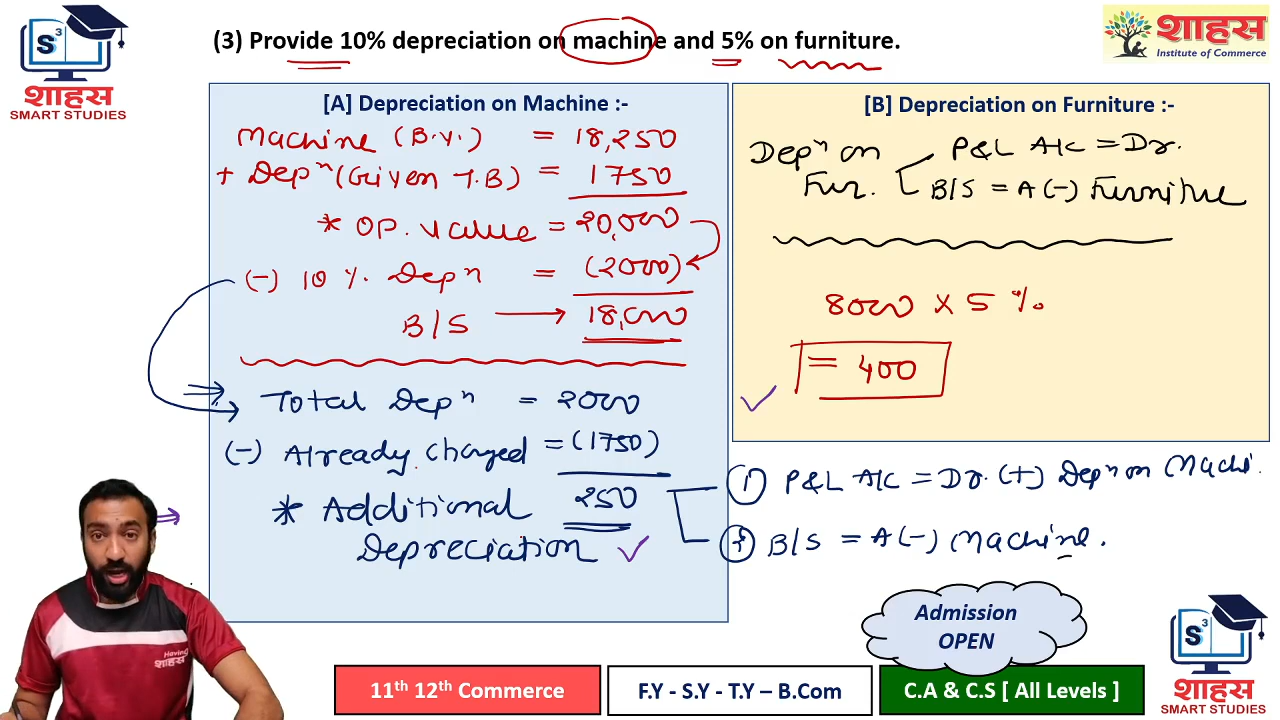 (3) Provide 10% depreciation on machine and 5% on furniture.
S³
शाहस
SMART STUDIES
शाहस
Institute of Commerce
[A] Depreciation on Machine :-
Machine (B.V.) = 18,250
+ Depⁿ (Given T.B) = 1750
* OP. Value = 20,000
(-) 10 %. Depⁿ = (2000)
B/S → 18,000
Total Depⁿ = 2000
(-) Already charged = (1750)
* Additional 250
Depreciation ✓
[B] Depreciation on Furniture :-
Depⁿ on P&L A/C = Dr.
Fur. B/S = A (-) Furniture
8000 × 5 %
= 400
✓
① P&L A/C = Dr. (+) Depⁿ on Machi.
② B/S = A (-) Machine.
शाहस
Admission
OPEN
11th 12th Commerce
F.Y - S.Y - T.Y – B.Com
C.A & C.S [ All Levels ]
S³
शाहस
SMART STUDIES